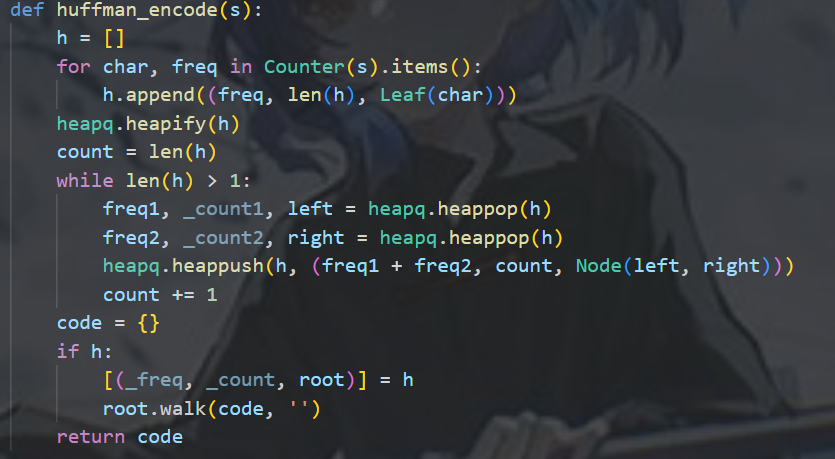 def huffman_encode(s):
    h = []
    for char, freq in Counter(s).items():
        h.append((freq, len(h), Leaf(char)))
    heapq.heapify(h)
    count = len(h)
    while len(h) > 1:
        freq1, _count1, left = heapq.heappop(h)
        freq2, _count2, right = heapq.heappop(h)
        heapq.heappush(h, (freq1 + freq2, count, Node(left, right)))
        count += 1
    code = {}
    if h:
        [(_freq, _count, root)] = h
        root.walk(code, '')
    return code